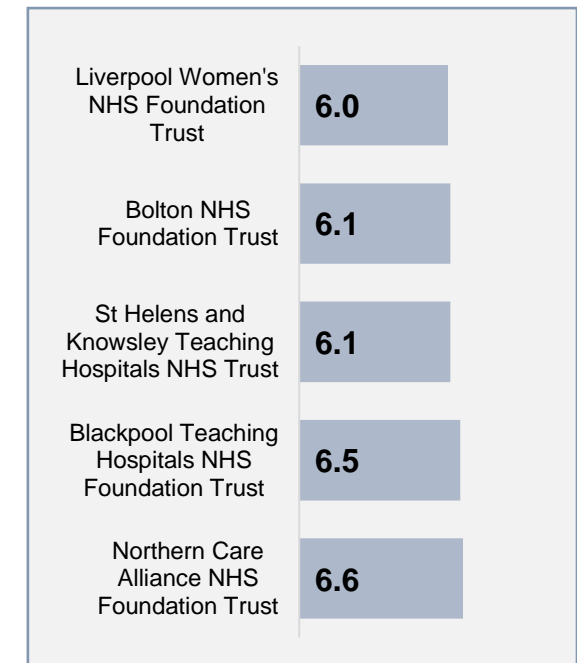 Liverpool Women's
NHS Foundation
Trust
6.0
Bolton NHS
Foundation Trust
6.1
St Helens and
Knowsley Teaching
Hospitals NHS Trust
6.1
Blackpool Teaching
Hospitals NHS
Foundation Trust
6.5
Northern Care
Alliance NHS
Foundation Trust
6.6